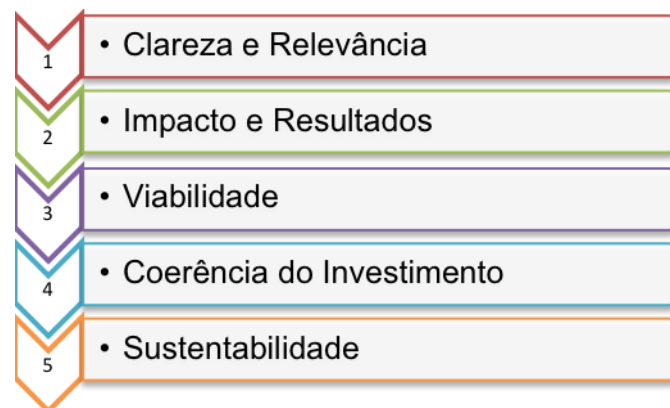 1 • Clareza e Relevância
2 • Impacto e Resultados
3 • Viabilidade
4 • Coerência do Investimento
5 • Sustentabilidade